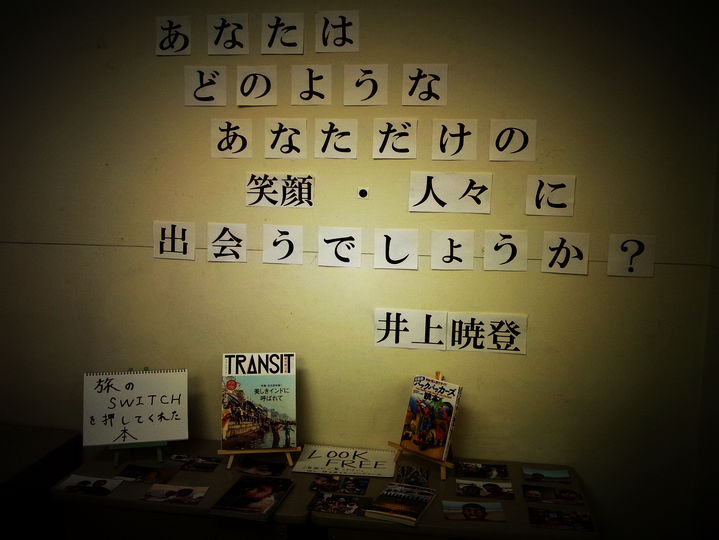 あなたは
どのような
あなただけの
笑顔・人々に
出会うでしょうか?
井上暁登
旅の
SWITCH
を押してくれた
本
TRANSIT
美しきインドに
呼ばれて
バックパッカーズ
読本
LOOK
FREE